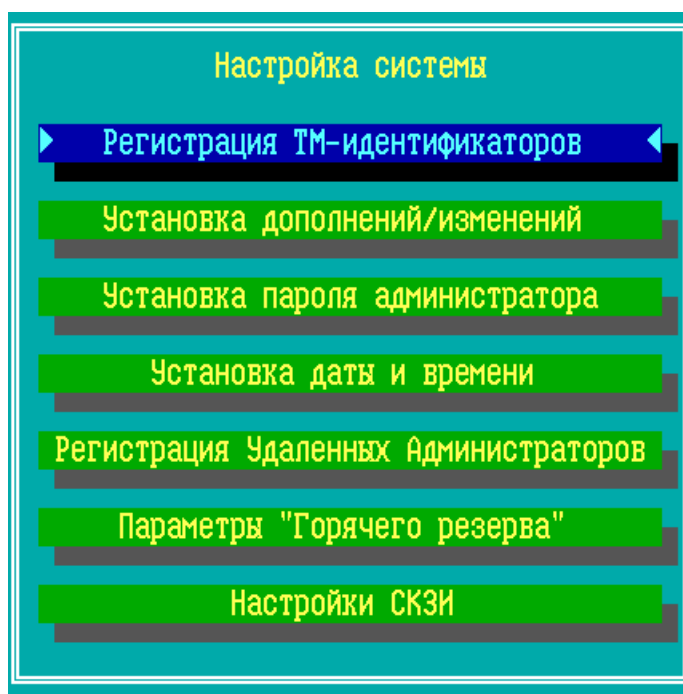 Настройка системы
Регистрация ТМ-идентификаторов
Установка дополнений/изменений
Установка пароля администратора
Установка даты и времени
Регистрация Удаленных Администраторов
Параметры "Горячего резерва"
Настройки СКЗИ